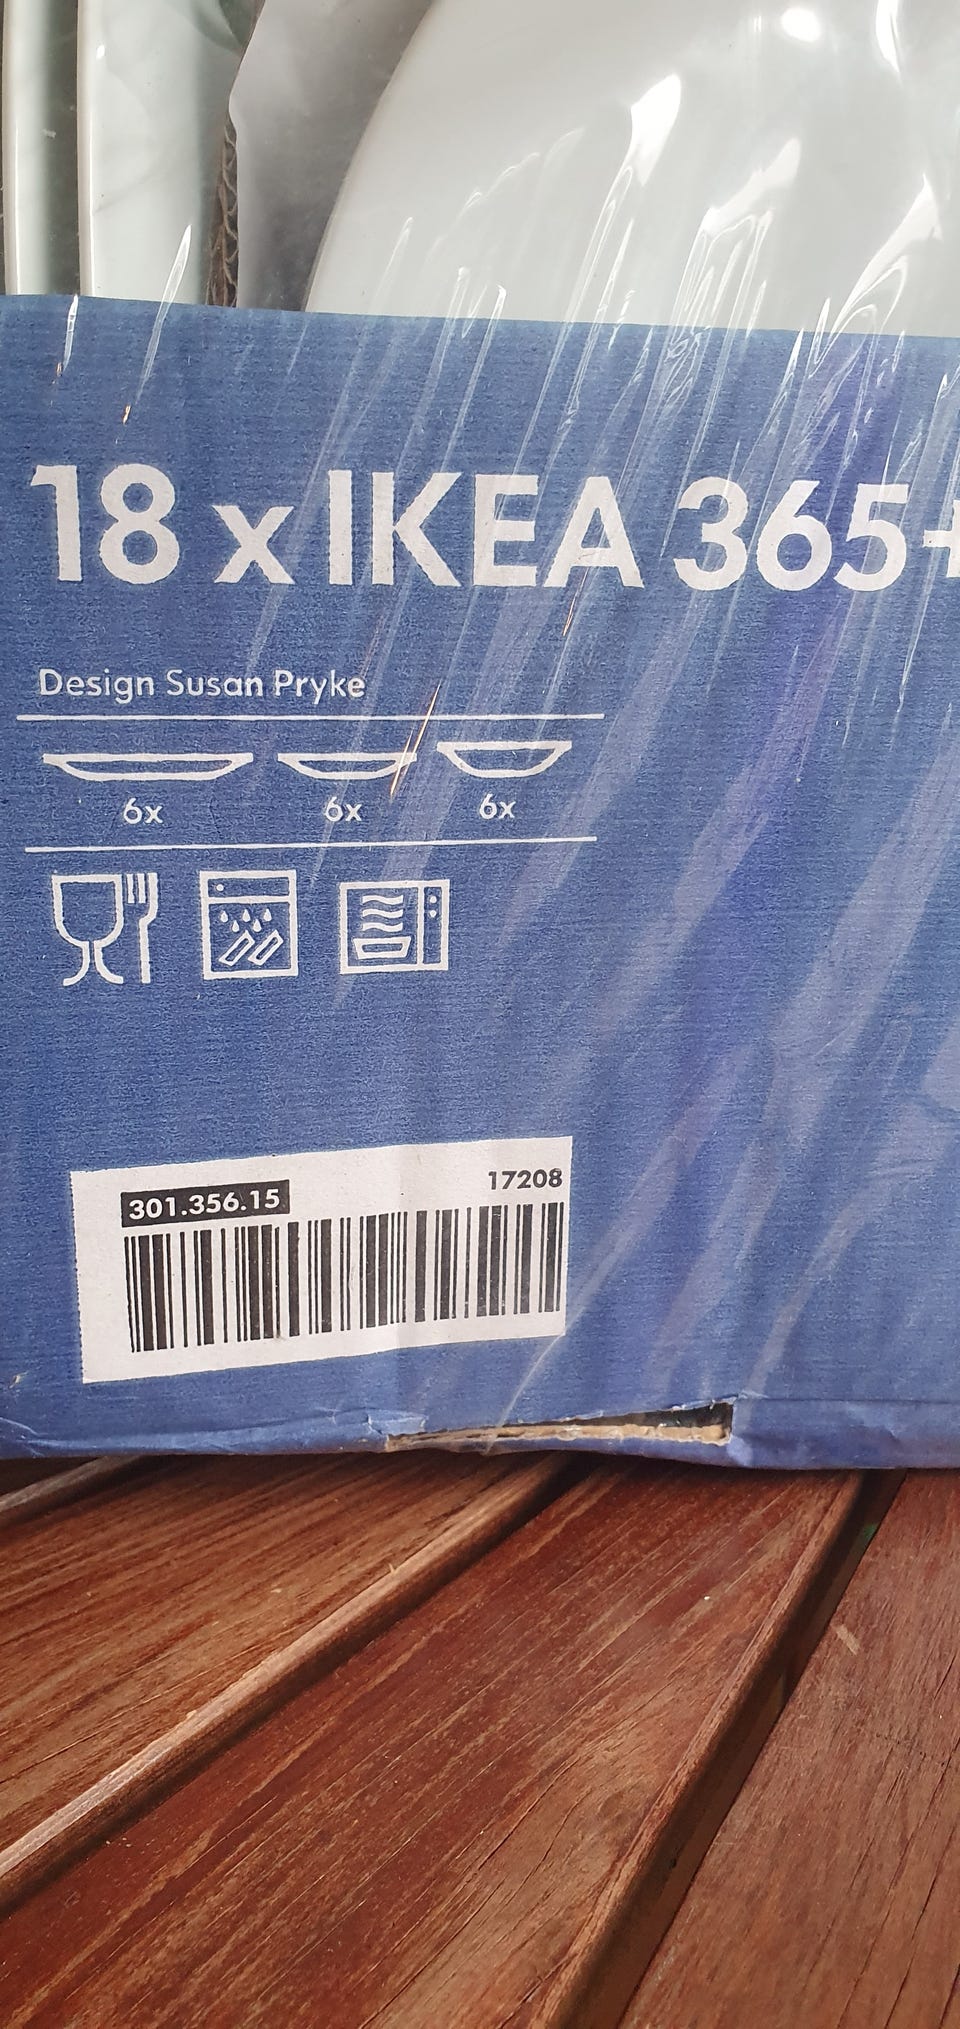 18 x IKEA 365+
Design Susan Pryke
6x 6x 6x
301.356.15 17208